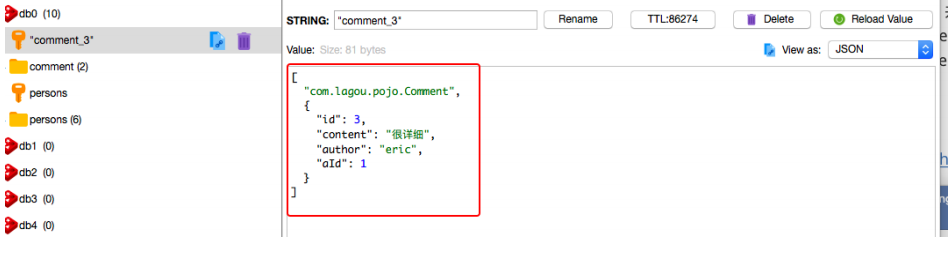 db0 (10)
"comment_3"
comment (2)
persons
persons (6)
db1 (0)
db2 (0)
db3 (0)
db4 (0)
STRING: "comment_3" Rename TTL:86274 Delete Reload Value
Value: Size: 81 bytes View as: JSON
[
"com.lagou.pojo.Comment",
{
"id": 3,
"content": "很详细",
"author": "eric",
"aId": 1
}
]